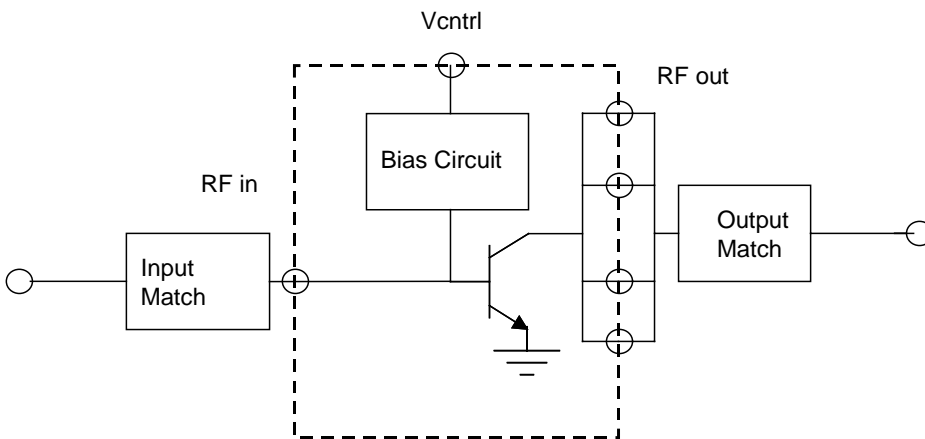 Vcntrl
RF out
Bias Circuit
RF in
Output
Match
Input
Match